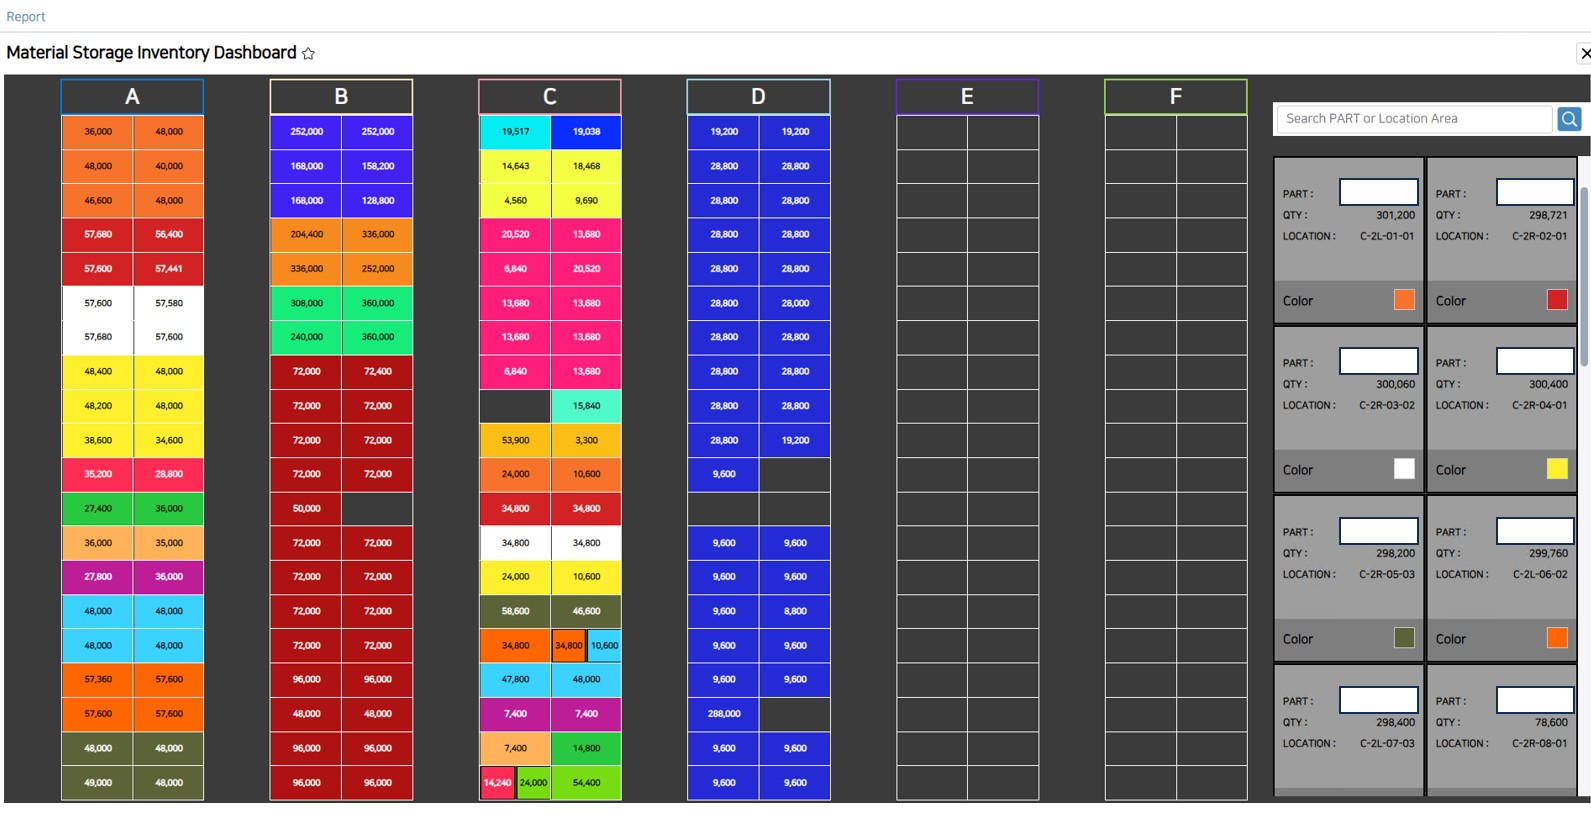 Report
Material Storage Inventory Dashboard
A B C D E F
Search PART or Location Area
36,000 48,000 252,000 252,000 19,517 19,038 19,200 19,200
48,000 40,000 168,000 158,200 14,643 18,468 28,800 28,800
46,600 48,000 168,000 128,800 4,560 9,690 28,800 28,800
57,680 56,400 204,400 336,000 20,520 13,680 28,800 28,800
57,600 57,441 336,000 252,000 6,840 20,520 28,800 28,800
57,600 57,580 308,000 360,000 13,680 13,680 28,800 28,000
57,680 57,600 240,000 360,000 13,680 13,680 28,800 28,800
48,400 48,000 72,000 72,400 6,840 13,680 28,800 28,800
48,200 48,000 72,000 72,000 15,840 28,800 28,800
38,600 34,600 72,000 72,000 53,900 3,300 28,800 19,200
35,200 28,800 72,000 72,000 24,000 10,600 9,600
27,400 36,000 50,000 34,800 34,800
36,000 35,000 72,000 72,000 34,800 34,800 9,600 9,600
27,800 36,000 72,000 72,000 24,000 10,600 9,600 9,600
48,000 48,000 72,000 72,000 58,600 46,600 9,600 8,800
48,000 48,000 72,000 72,000 34,800 34,800 10,600 9,600 9,600
57,360 57,600 96,000 96,000 47,800 48,000 9,600 9,600
57,600 57,600 48,000 48,000 7,400 7,400 288,000
48,000 48,000 96,000 96,000 7,400 14,800 9,600 9,600
49,000 48,000 96,000 96,000 14,240 24,000 54,400 9,600 9,600
PART : PART :
QTY : 301,200 QTY : 298,721
LOCATION : C-2L-01-01 LOCATION : C-2R-02-01
Color Color
PART : PART :
QTY : 300,060 QTY : 300,400
LOCATION : C-2R-03-02 LOCATION : C-2R-04-01
Color Color
PART : PART :
QTY : 298,200 QTY : 299,760
LOCATION : C-2R-05-03 LOCATION : C-2L-06-02
Color Color
PART : PART :
QTY : 298,400 QTY : 78,600
LOCATION : C-2L-07-03 LOCATION : C-2R-08-01